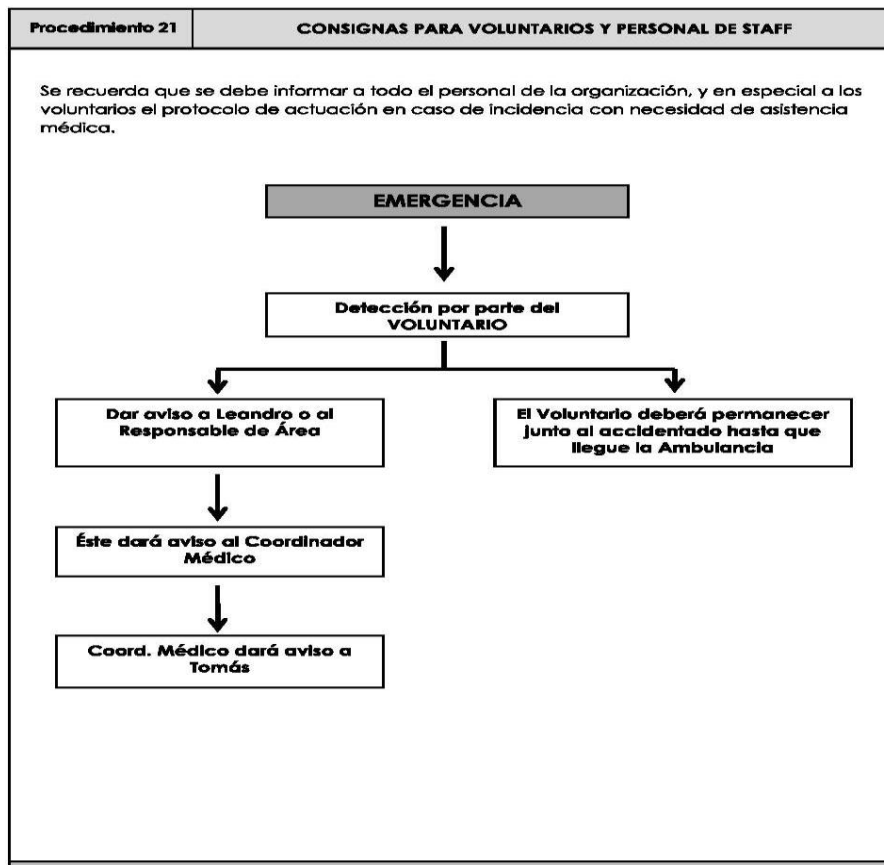 Procedimiento 21
CONSIGNAS PARA VOLUNTARIOS Y PERSONAL DE STAFF
Se recuerda que se debe informar a todo el personal de la organización, y en especial a los
voluntarios el protocolo de actuación en caso de incidencia con necesidad de asistencia
médica.
EMERGENCIA
Detección por parte del
VOLUNTARIO
Dar aviso a Leandro o al
Responsable de Área
El Voluntario deberá permanecer
junto al accidentado hasta que
llegue la Ambulancia
Éste dará aviso al Coordinador
Médico
Coord. Médico dará aviso a
Tomás